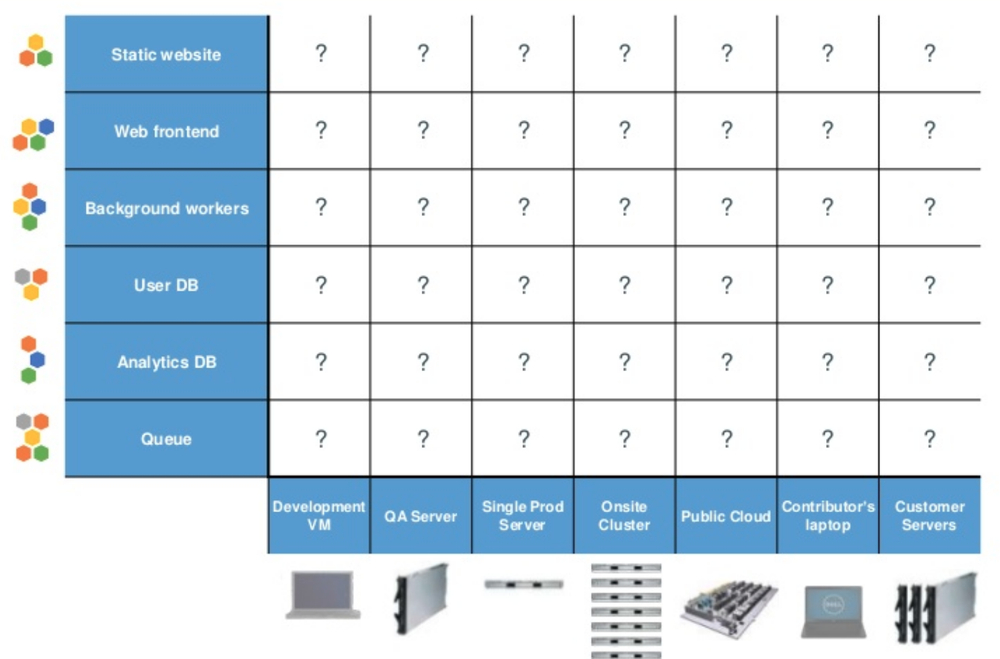 Static website ? ? ? ? ? ? ?
Web frontend ? ? ? ? ? ? ?
Background workers ? ? ? ? ? ? ?
User DB ? ? ? ? ? ? ?
Analytics DB ? ? ? ? ? ? ?
Queue ? ? ? ? ? ? ?
Development
VM
QA Server
Single Prod
Server
Onsite
Cluster
Public Cloud
Contributor's
laptop
Customer
Servers
DELL